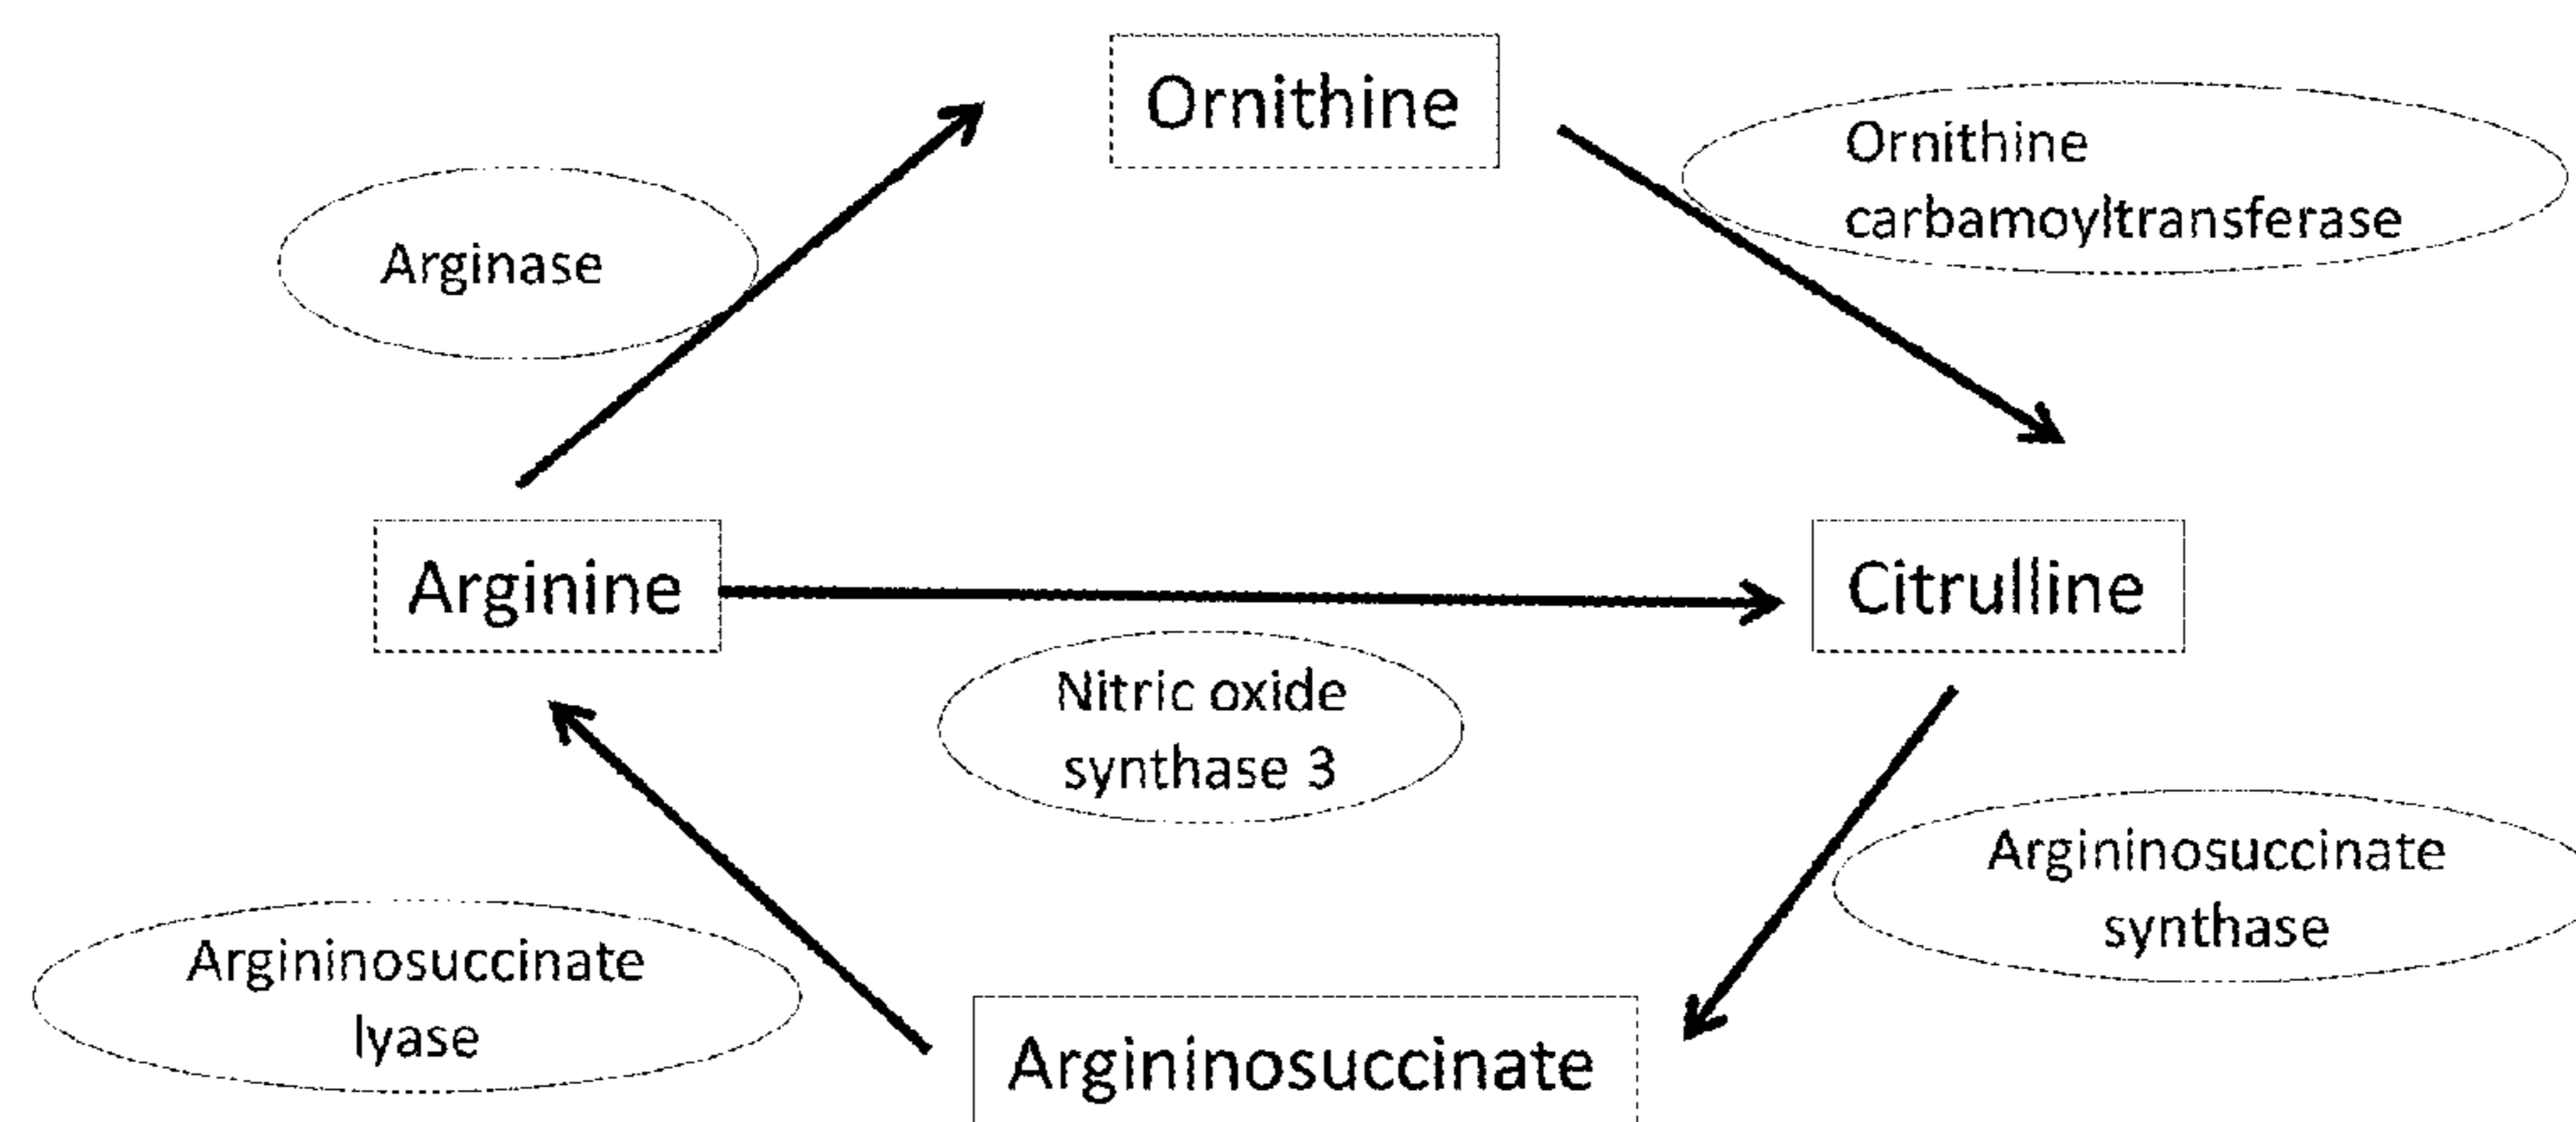 Ornithine
Ornithine
carbamoyltransferase
Arginase
Arginine
Citrulline
Nitric oxide
synthase 3
Argininosuccinate
synthase
Argininosuccinate
lyase
Argininosuccinate